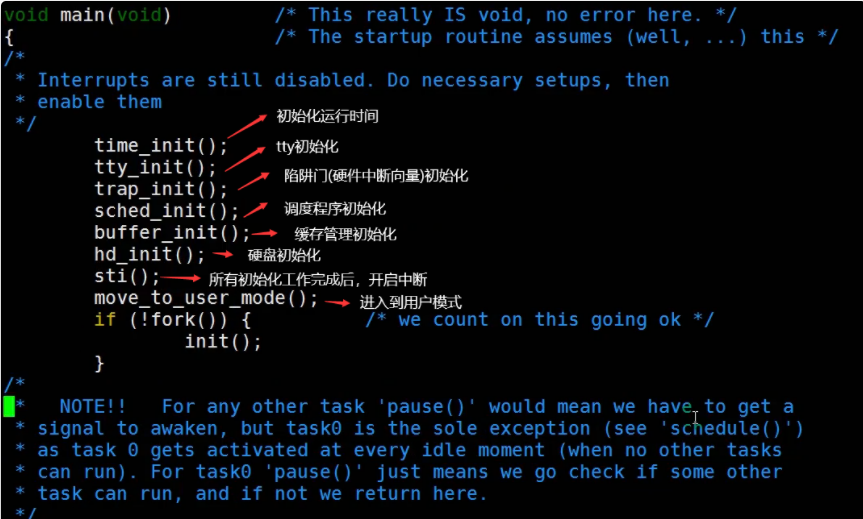 void main(void) /* This really IS void, no error here. */
{ /* The startup routine assumes (well, ...) this */
/*
* Interrupts are still disabled. Do necessary setups, then
* enable them
*/
time_init(); 初始化运行时间
tty_init(); tty初始化
trap_init(); 陷阱门(硬件中断向量)初始化
sched_init(); 调度程序初始化
buffer_init(); 缓存管理初始化
hd_init(); 硬盘初始化
sti(); 所有初始化工作完成后，开启中断
move_to_user_mode(); 进入到用户模式
if (!fork()) { /* we count on this going ok */
init();
}
/*
* NOTE!! For any other task 'pause()' would mean we have to get a
* signal to awaken, but task0 is the sole exception (see 'schedule()')
* as task 0 gets activated at every idle moment (when no other tasks
* can run). For task0 'pause()' just means we go check if some other
* task can run, and if not we return here.
*/